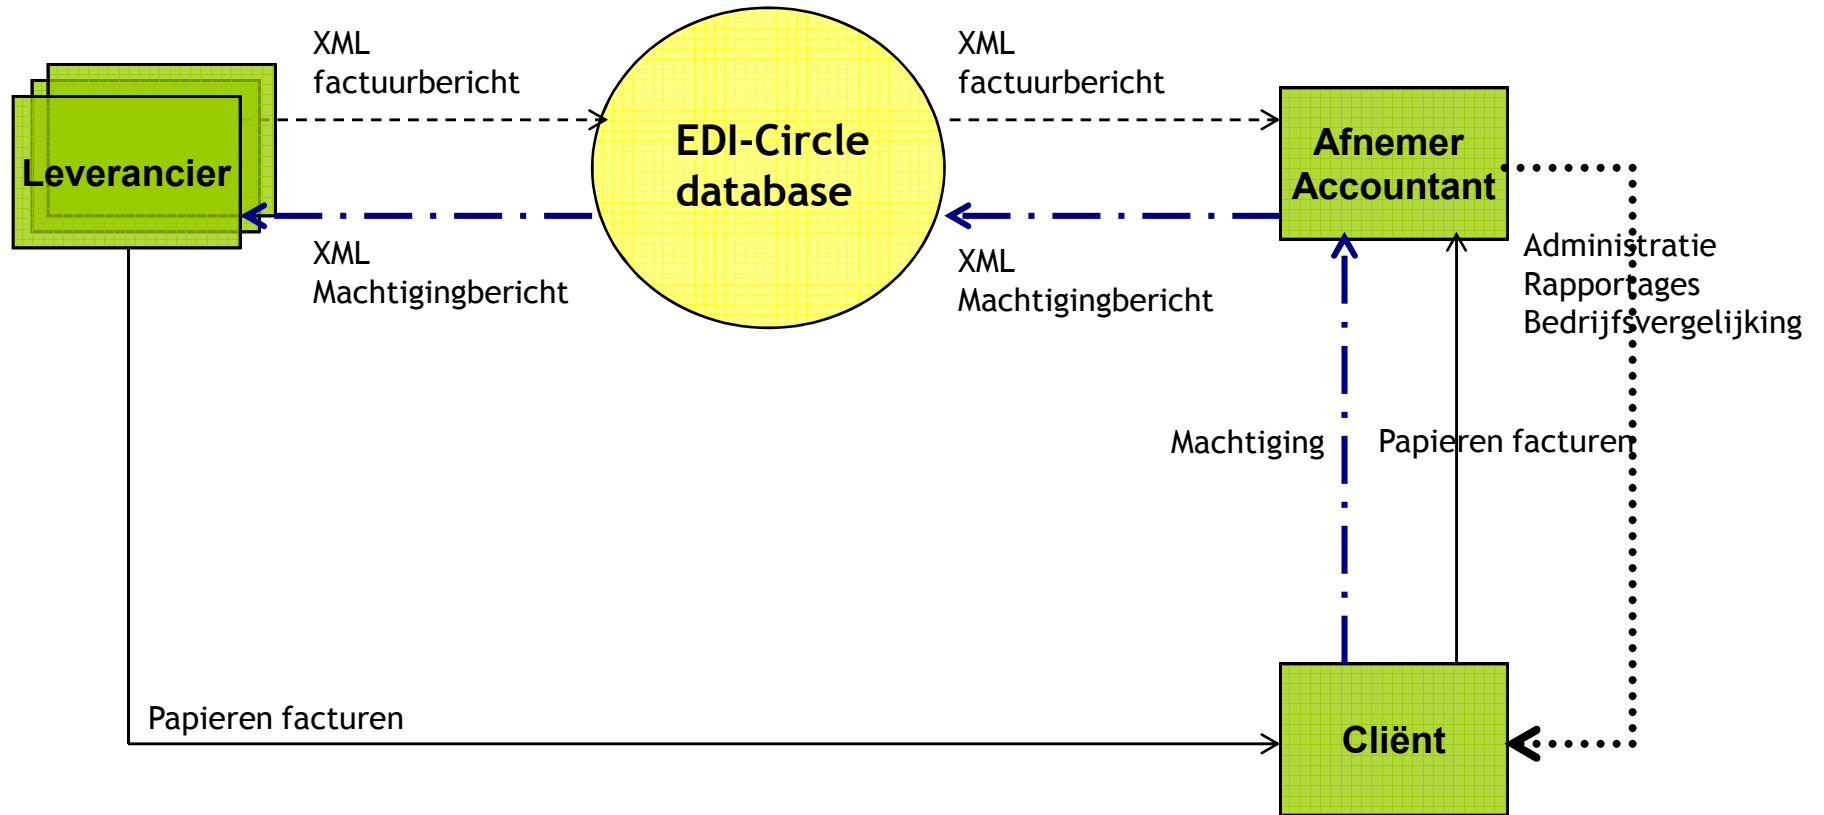 XML
factuurbericht
XML
factuurbericht
EDI-Circle
database
Leverancier
Afnemer
Accountant
XML
Machtigingbericht
XML
Machtigingbericht
Administratie
Rapportages
Bedrijfsvergelijking
Machtiging
Papieren facturen
Papieren facturen
Cliënt